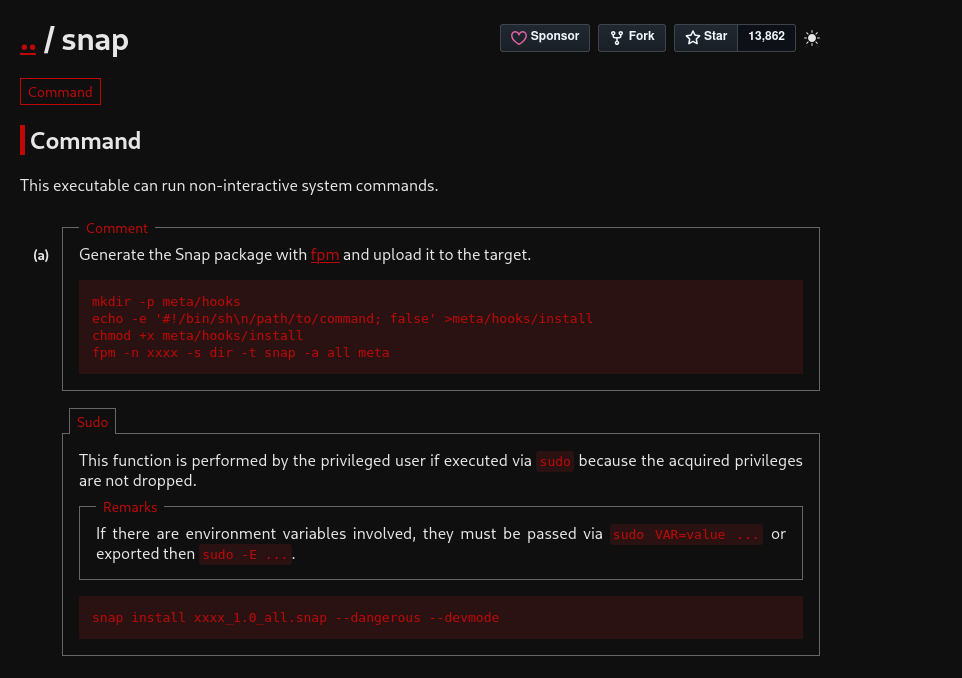 .. / snap
Sponsor
Fork
Star
13,862
Command
Command
This executable can run non-interactive system commands.
(a)
Comment
Generate the Snap package with fpm and upload it to the target.
mkdir -p meta/hooks
echo -e '#!/bin/sh\n/path/to/command; false' >meta/hooks/install
chmod +x meta/hooks/install
fpm -n xxxx -s dir -t snap -a all meta
Sudo
This function is performed by the privileged user if executed via sudo because the acquired privileges
are not dropped.
Remarks
If there are environment variables involved, they must be passed via sudo VAR=value ... or
exported then sudo -E ....
snap install xxxx_1.0_all.snap --dangerous --devmode